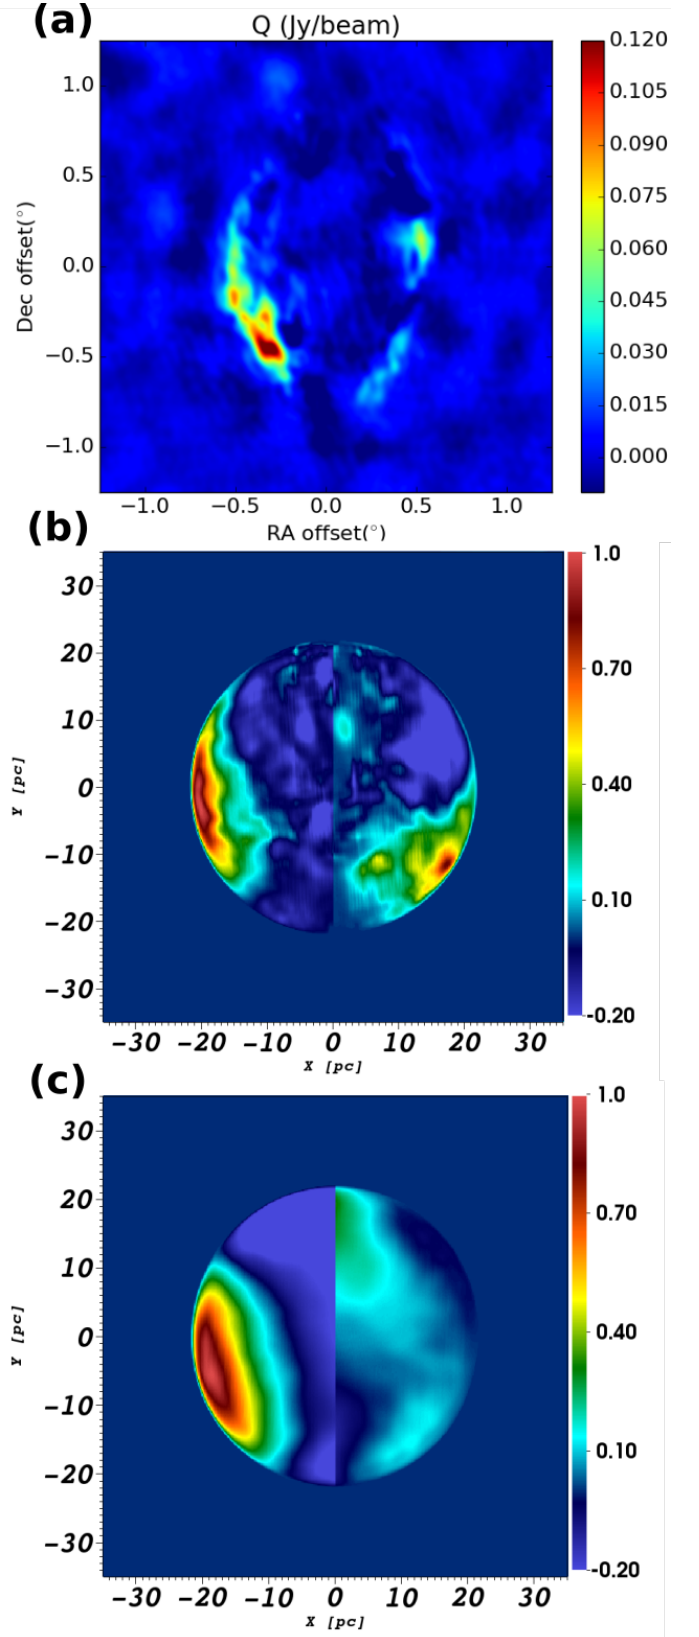 (a)
Q (Jy/beam)
1.0
0.5
0.0
−0.5
−1.0
Dec offset(°)
−1.0 −0.5 0.0 0.5 1.0
RA offset(°)
0.120
0.105
0.090
0.075
0.060
0.045
0.030
0.015
0.000
(b)
30
20
10
0
−10
−20
−30
Y [pc]
−30 −20 −10 0 10 20 30
X [pc]
1.0
0.70
0.40
0.10
-0.20
(c)
30
20
10
0
−10
−20
−30
Y [pc]
−30 −20 −10 0 10 20 30
X [pc]
1.0
0.70
0.40
0.10
-0.20